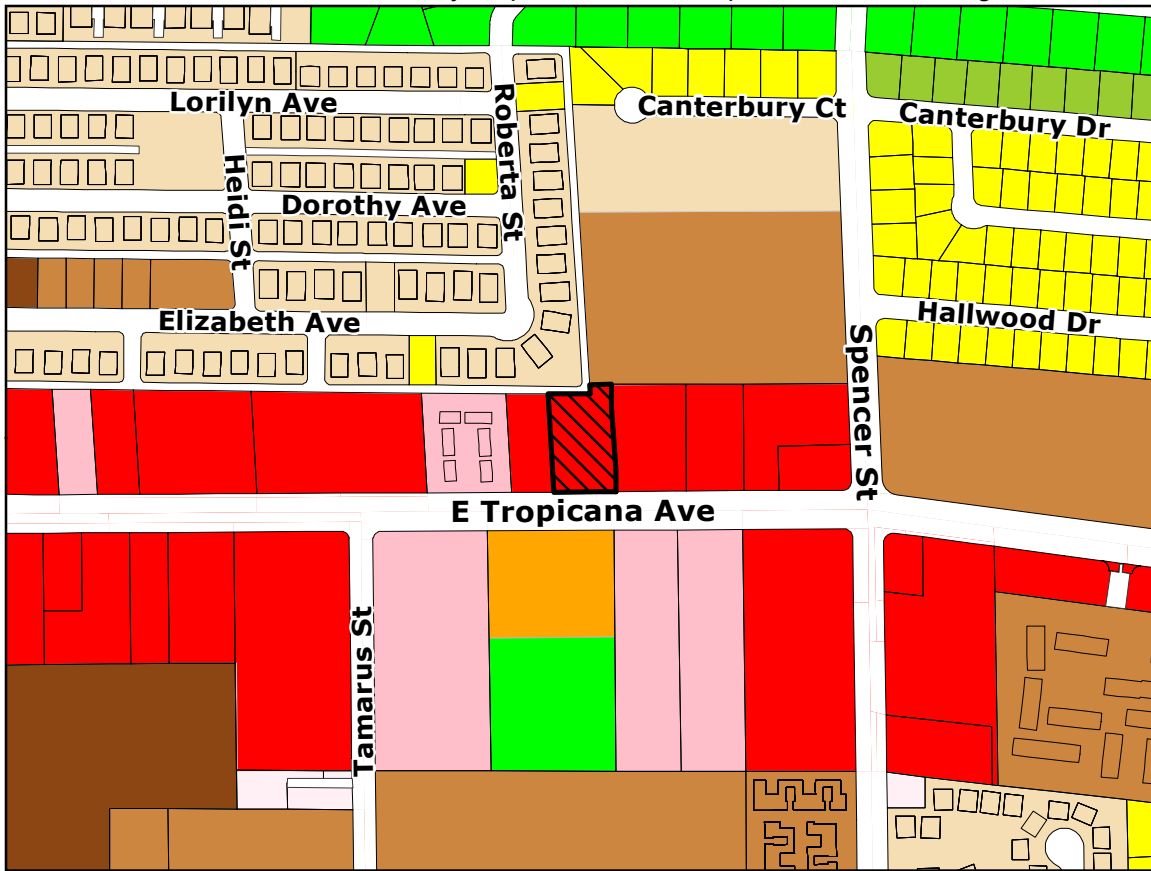 Lorilyn Ave
Canterbury Ct
Canterbury Dr
Roberta St
Heidi St
Dorothy Ave
Elizabeth Ave
Hallwood Dr
Spencer St
E Tropicana Ave
Tamarus St